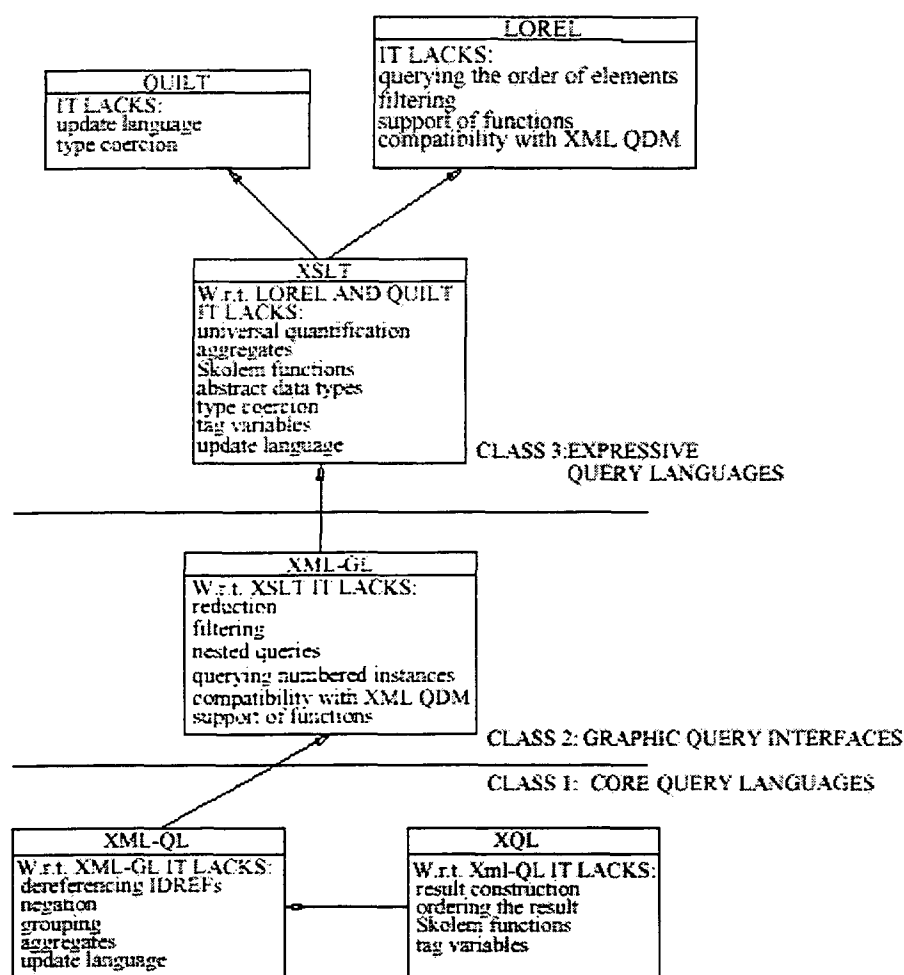 LOREL
IT LACKS:
querying the order of elements
filtering
support of functions
compatibility with XML QDM
QUILT
IT LACKS:
update language
type coercion
XSLT
W.r.t. LOREL AND QUILT
IT LACKS:
universal quantification
aggregates
Skolem functions
abstract data types
type coercion
tag variables
update language
CLASS 3:EXPRESSIVE
QUERY LANGUAGES
XML-GL
W.r.t. XSLT IT LACKS:
reduction
filtering
nested queries
querying numbered instances
compatibility with XML QDM
support of functions
CLASS 2: GRAPHIC QUERY INTERFACES
CLASS 1: CORE QUERY LANGUAGES
XML-QL
W.r.t. XML-GL IT LACKS:
dereferencing IDREFs
negation
grouping
aggregates
update language
XQL
W.r.t. Xml-QL IT LACKS:
result construction
ordering the result
Skolem functions
tag variables